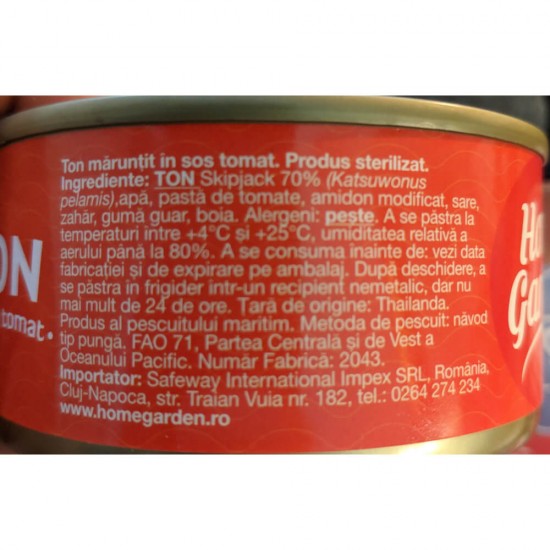 Ton mărunțit în sos tomat. Produs sterilizat.
Ingrediente: TON Skipjack 70% (Katsuwonus
pelamis),apă, pastă de tomate, amidon modificat, sare,
zahăr, gumă guar, boia. Alergeni: pește. A se păstra la
temperaturi între +4°C și +25°C, umiditatea relativă a
aerului până la 80%. A se consuma înainte de: vezi data
fabricației și de expirare pe ambalaj. După deschidere, a
se păstra în frigider într-un recipient nemetalic, dar nu
mai mult de 24 de ore. Țară de origine: Thailanda.
Produs al pescuitului maritim. Metoda de pescuit: năvod
tip pungă. FAO 71, Partea Centrală și de Vest a
Oceanului Pacific. Număr Fabrică: 2043.
Importator: Safeway International Impex SRL, România,
Cluj-Napoca, str. Traian Vuia nr. 182, tel.: 0264 274 234
www.homegarden.ro
ON
tomat.
Ho
Ga